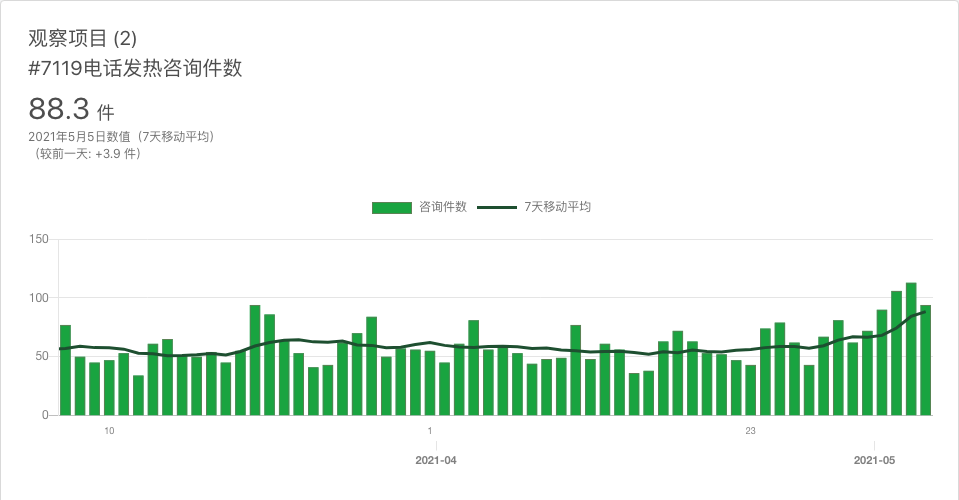 观察项目 (2)
#7119电话发热咨询件数
88.3 件
2021年5月5日数值（7天移动平均）
（较前一天: +3.9 件）
咨询件数 7天移动平均
150
100
50
0
10 1 23
2021-04 2021-05